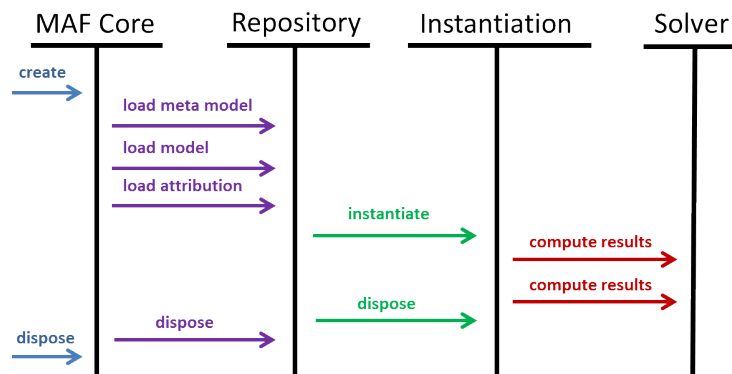 MAF Core
Repository
Instantiation
Solver
create
load meta model
load model
load attribution
instantiate
compute results
compute results
dispose
dispose
dispose